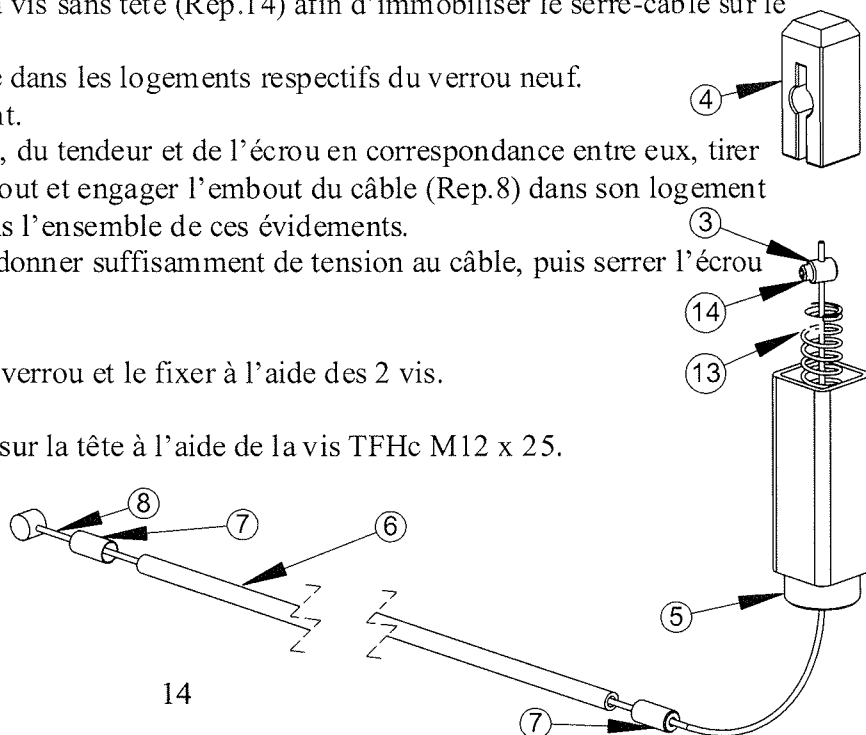 vis sans tête (Rep.14) afin d’immobiliser le serre-câble sur le
dans les logements respectifs du verrou neuf.
, du tendeur et de l’écrou en correspondance entre eux, tirer
out et engager l’embout du câble (Rep.8) dans son logement
l’ensemble de ces évidements.
donner suffisamment de tension au câble, puis serrer l’écrou
verrou et le fixer à l’aide des 2 vis.
sur la tête à l’aide de la vis TFHc M12 x 25.
4
3
14
13
8
7
6
5
7
14